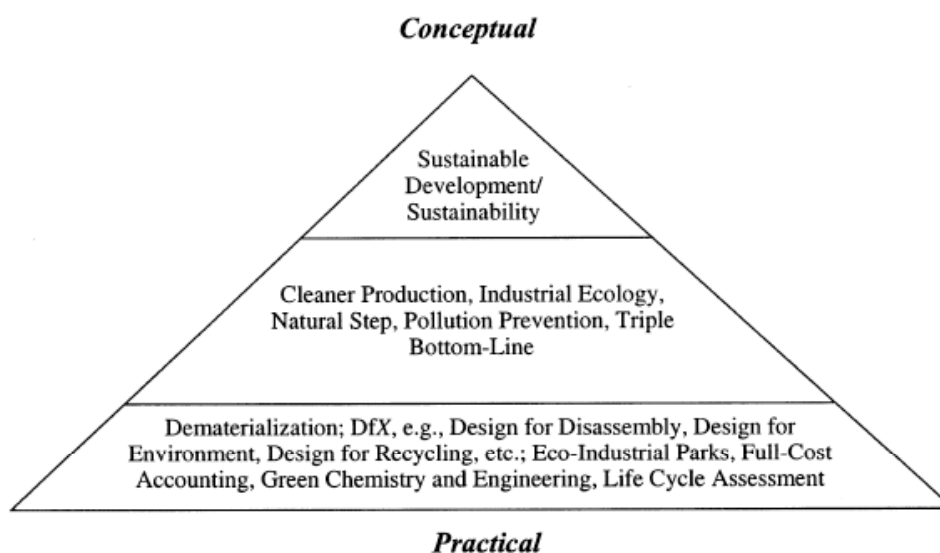 Conceptual
Sustainable
Development/
Sustainability
Cleaner Production, Industrial Ecology,
Natural Step, Pollution Prevention, Triple
Bottom-Line
Dematerialization; DfX, e.g., Design for Disassembly, Design for
Environment, Design for Recycling, etc.; Eco-Industrial Parks, Full-Cost
Accounting, Green Chemistry and Engineering, Life Cycle Assessment
Practical